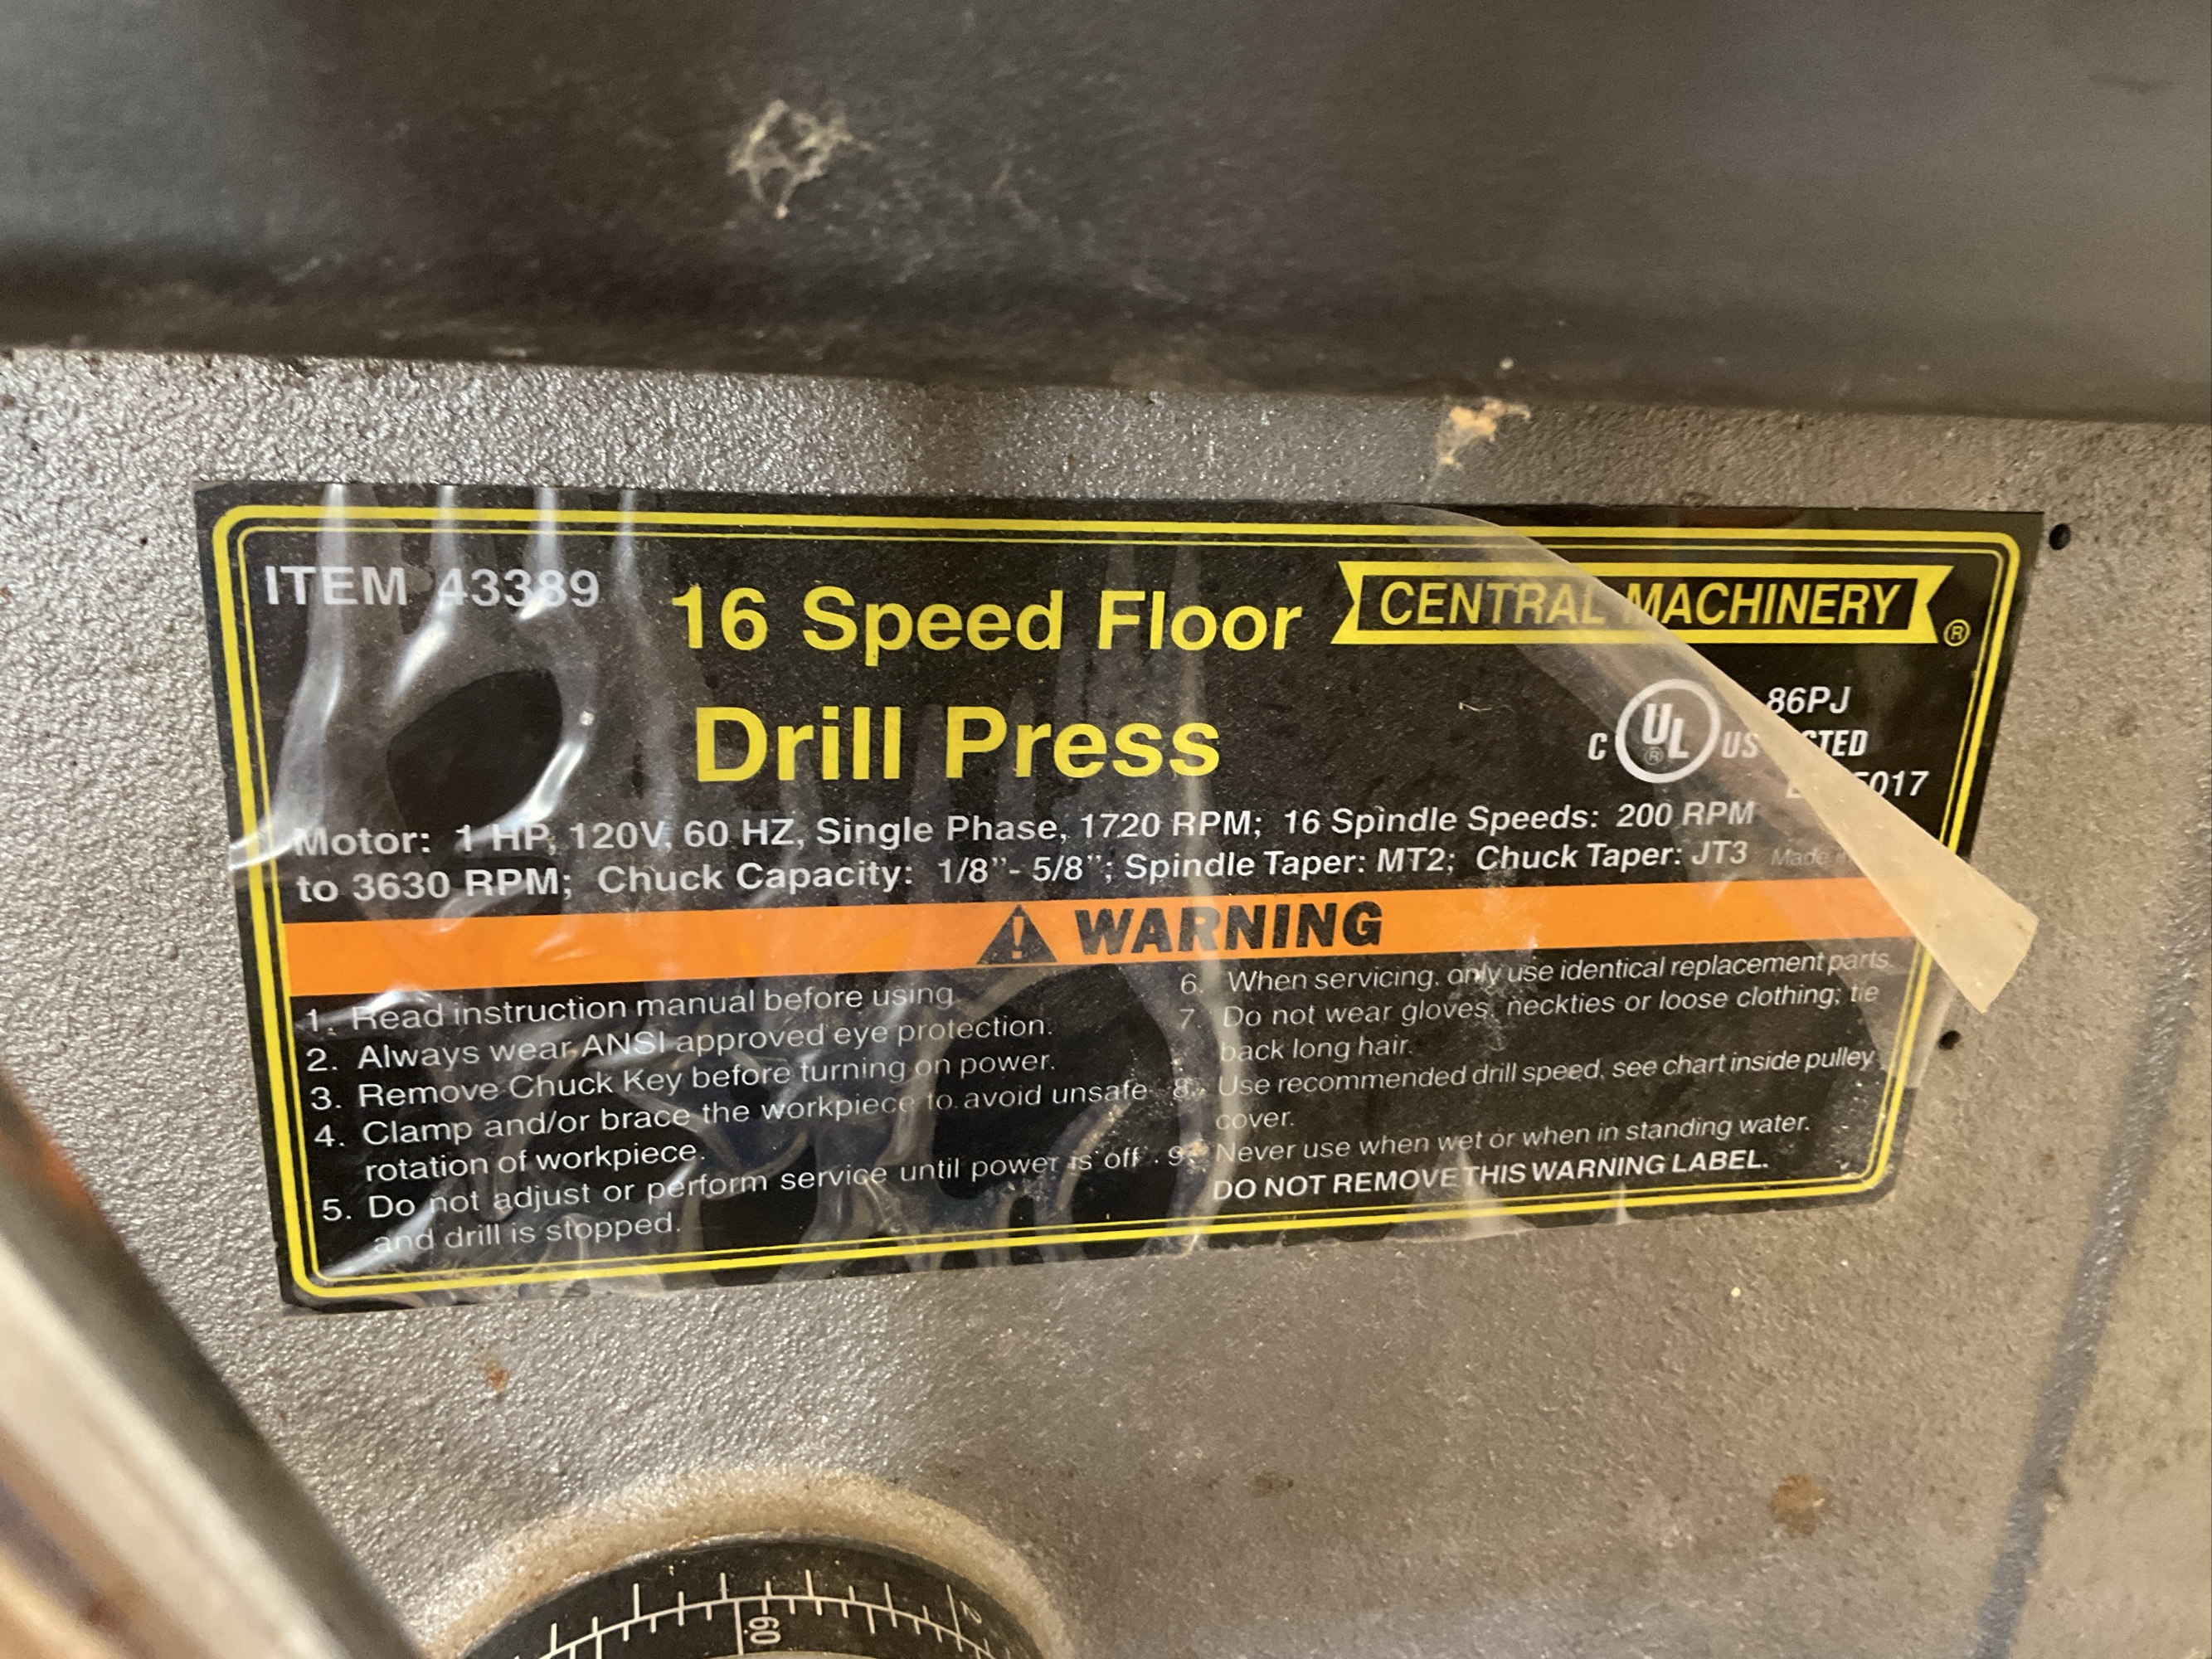 ITEM 43389
16 Speed Floor
Drill Press
CENTRAL MACHINERY®
C UL® US
86PJ
5017
Motor: 1 HP, 120V, 60 HZ, Single Phase, 1720 RPM; 16 Spindle Speeds: 200 RPM
to 3630 RPM; Chuck Capacity: 1/8"- 5/8"; Spindle Taper: MT2; Chuck Taper: JT3
Made in
WARNING
1. Read instruction manual before using.
2. Always wear ANSI approved eye protection.
3. Remove Chuck Key before turning on power.
4. Clamp and/or brace the workpiece to avoid unsafe
rotation of workpiece.
5. Do not adjust or perform service until power is off
and drill is stopped.
6. When servicing, only use identical replacement parts.
7. Do not wear gloves, neckties or loose clothing; tie
back long hair.
8. Use recommended drill speed, see chart inside pulley
cover.
9. Never use when wet or when in standing water.
DO NOT REMOVE THIS WARNING LABEL.
60
2